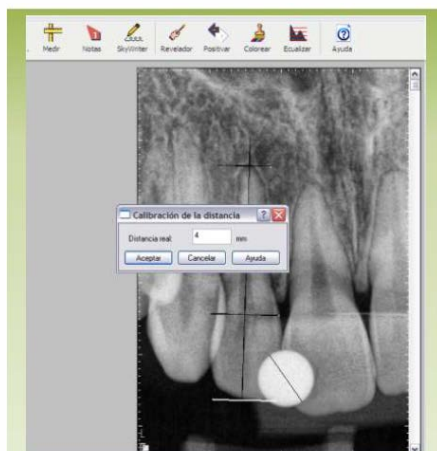 Medir Notas SkyWriter Revelador Positivar Colorear Ecualizar Ayuda
Calibración de la distancia
Distancia real: 4 mm
Aceptar Cancelar Ayuda